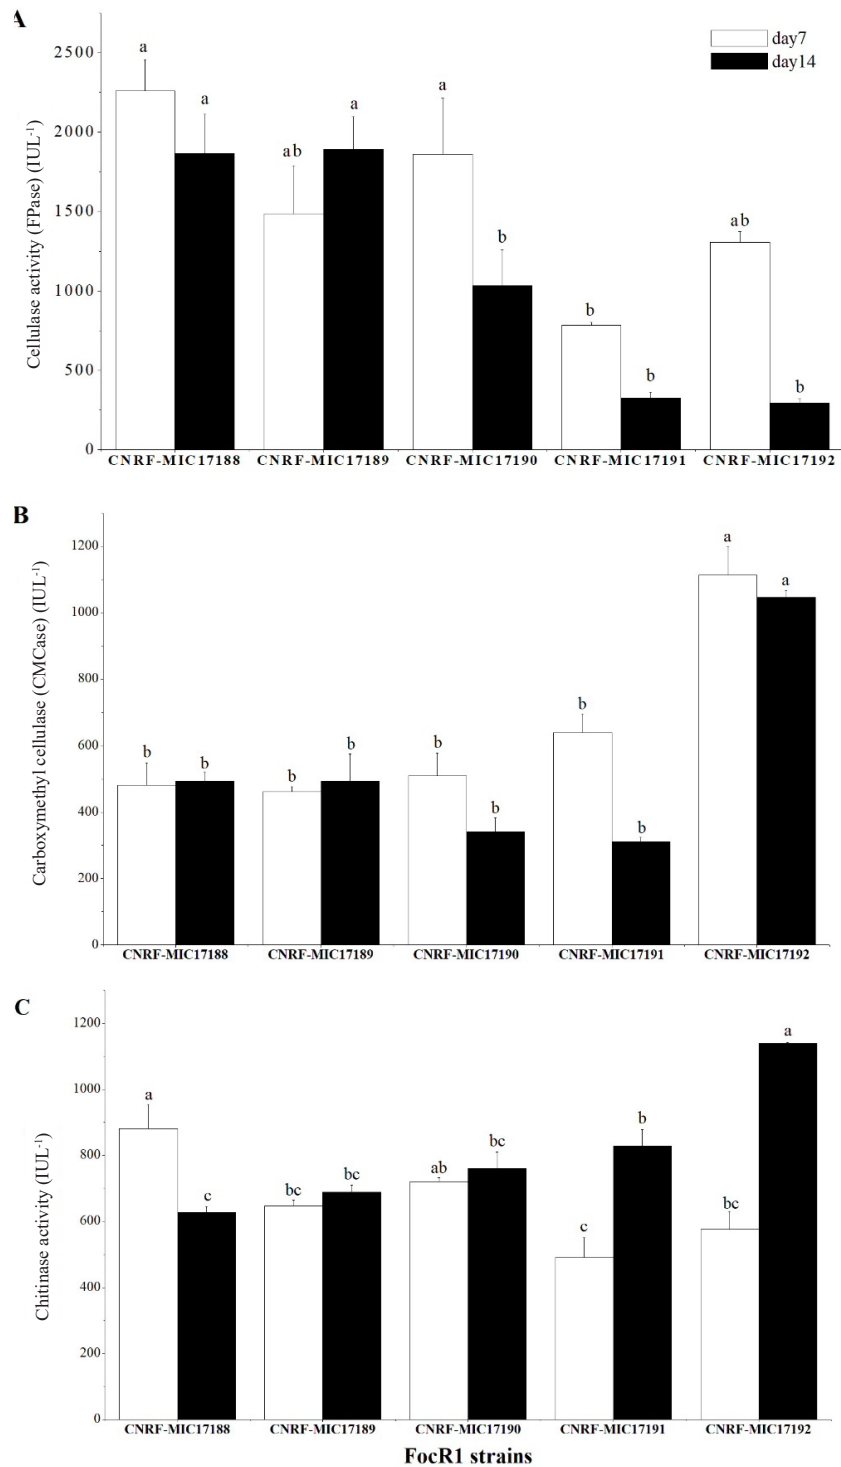 A
day7
day14
Cellulase activity (FPase) (IUL⁻¹)
2500
2000
1500
1000
500
0
a
a
ab
a
a
b
b
b
ab
b
CNRF-MIC17188 CNRF-MIC17189 CNRF-MIC17190 CNRF-MIC17191 CNRF-MIC17192
B
Carboxymethyl cellulase (CMCase) (IUL⁻¹)
1200
1000
800
600
400
200
0
b
b
b
b
b
b
b
b
a
a
CNRF-MIC17188 CNRF-MIC17189 CNRF-MIC17190 CNRF-MIC17191 CNRF-MIC17192
C
Chitinase activity (IUL⁻¹)
1200
1000
800
600
400
200
0
a
c
bc
bc
ab
bc
c
b
bc
a
CNRF-MIC17188 CNRF-MIC17189 CNRF-MIC17190 CNRF-MIC17191 CNRF-MIC17192
FocR1 strains